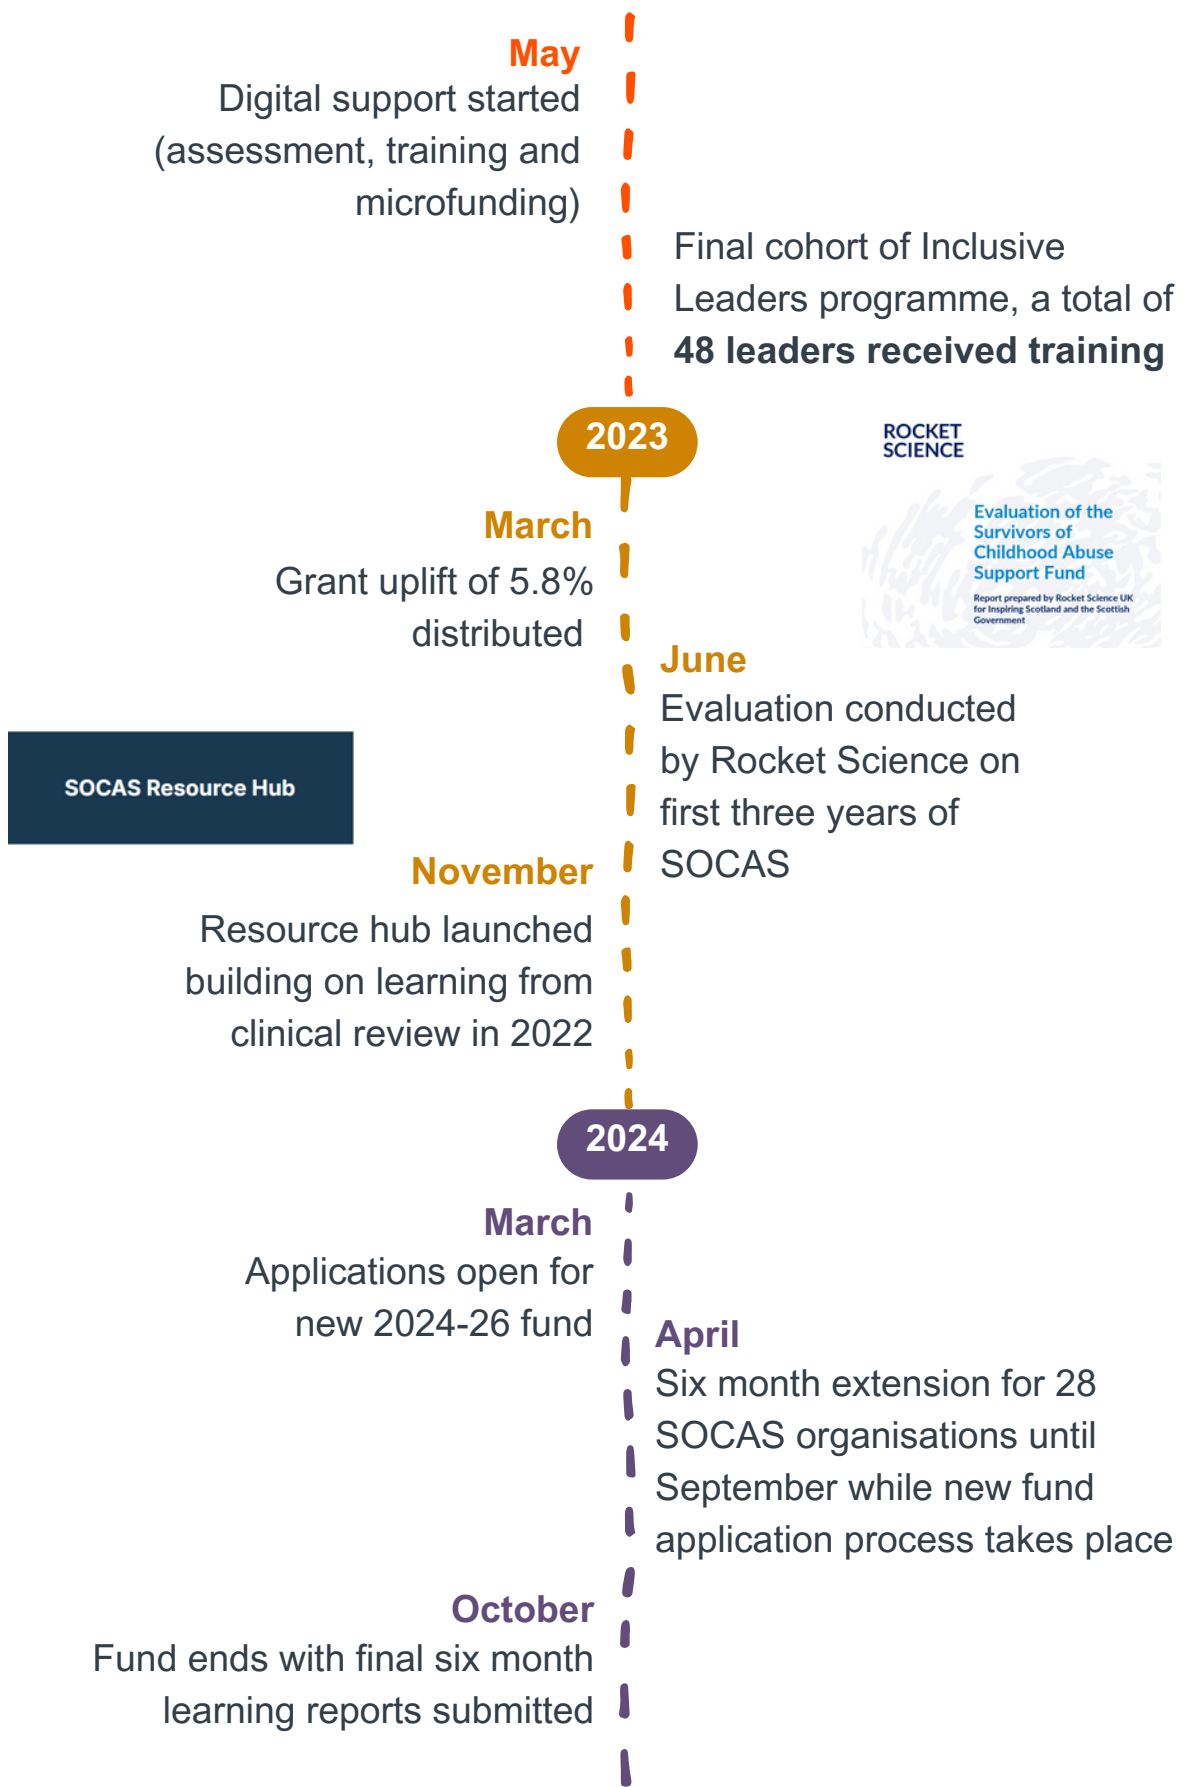 May
Digital support started
(assessment, training and
microfunding)
Final cohort of Inclusive
Leaders programme, a total of
48 leaders received training
2023
ROCKET
SCIENCE
Evaluation of the
Survivors of
Childhood Abuse
Support Fund
Report prepared by Rocket Science UK
for Inspiring Scotland and the Scottish
Government
March
Grant uplift of 5.8%
distributed
June
Evaluation conducted
by Rocket Science on
first three years of
SOCAS
SOCAS Resource Hub
November
Resource hub launched
building on learning from
clinical review in 2022
2024
March
Applications open for
new 2024-26 fund
April
Six month extension for 28
SOCAS organisations until
September while new fund
application process takes place
October
Fund ends with final six month
learning reports submitted